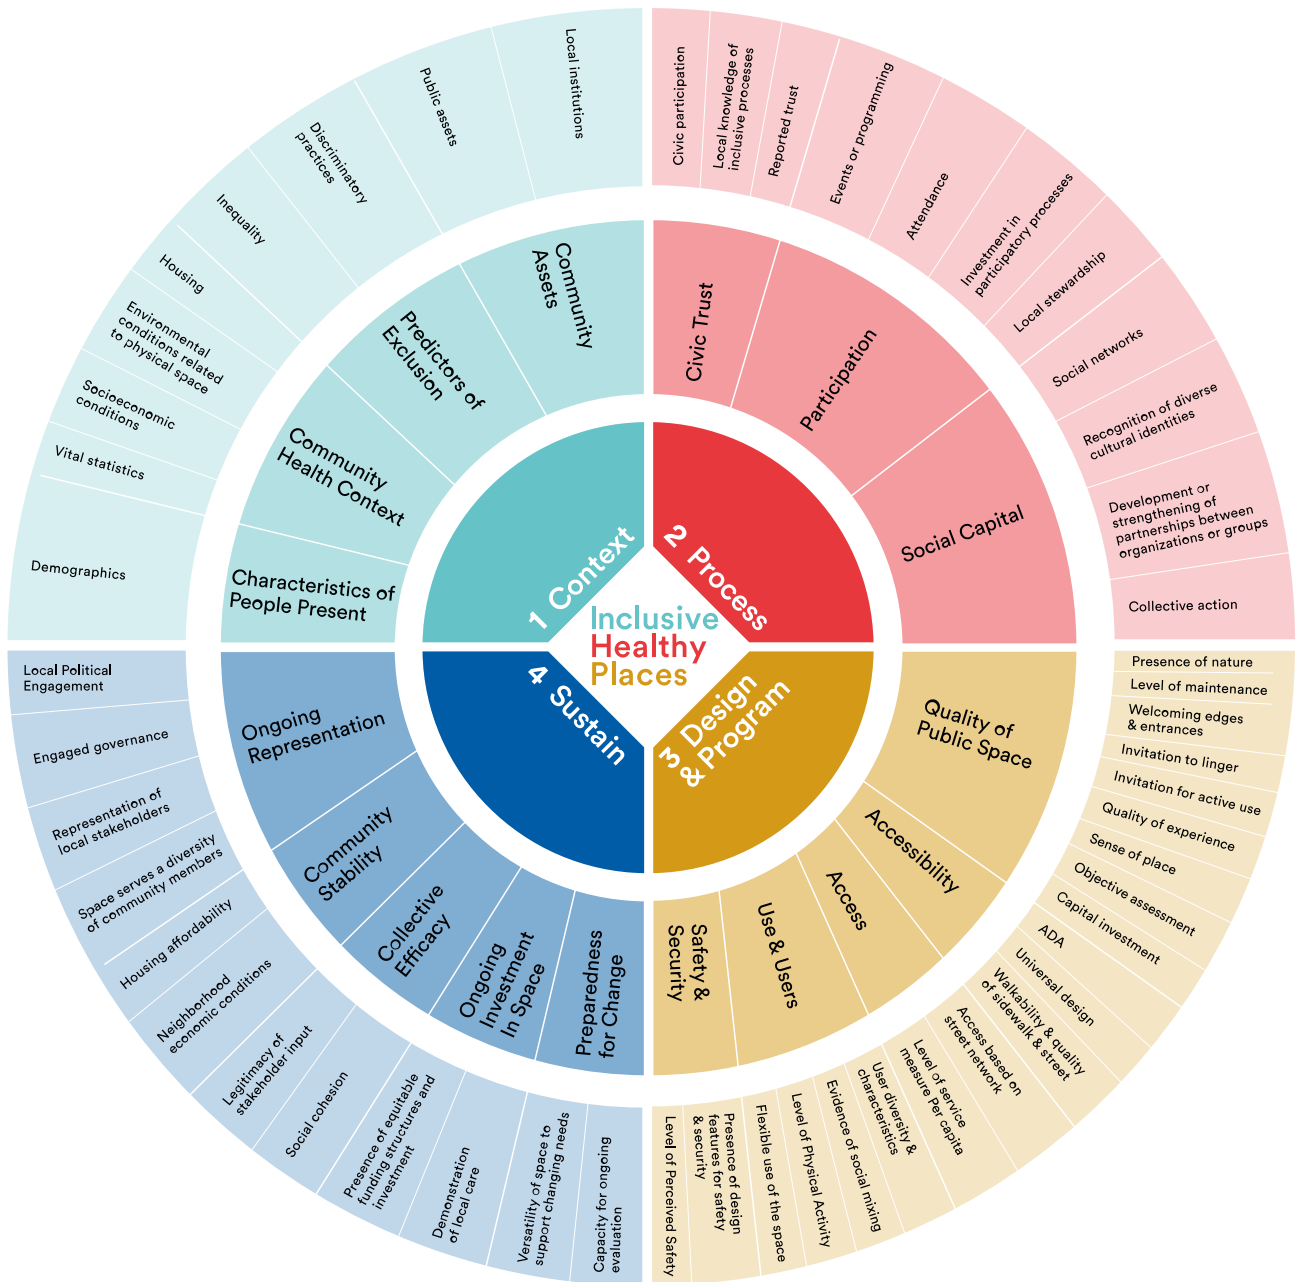 Inclusive
Healthy
Places
1 Context
Community
Assets
Predictors of
Exclusion
Community
Health Context
Characteristics of
People Present
Local institutions
Public assets
Discriminatory
practices
Inequality
Housing
Environmental
conditions related
to physical space
Socioeconomic
conditions
Vital statistics
Demographics
2 Process
Civic Trust
Participation
Social Capital
Civic participation
Local knowledge of
inclusive processes
Reported trust
Events or programming
Attendance
Investment in
participatory processes
Local stewardship
Social networks
Recognition of diverse
cultural identities
Development or
strengthening of
partnerships between
organizations or groups
Collective action
3 Design
& Program
Quality of
Public Space
Accessibility
Access
Use & Users
Safety &
Security
Presence of nature
Level of maintenance
Welcoming edges
& entrances
Invitation to linger
Invitation for active use
Quality of experience
Sense of place
Objective assessment
Capital investment
ADA
Universal design
Walkability & quality
of sidewalk & street
Access based on
street network
Level of service
measure Per capita
User diversity &
characteristics
Evidence of social mixing
Level of Physical Activity
Flexible use of the space
Presence of design
features for safety
& security
Level of Perceived Safety
4 Sustain
Ongoing
Representation
Community
Stability
Collective
Efficacy
Ongoing
Investment
In Space
Preparedness
for Change
Local Political
Engagement
Engaged governance
Representation of
local stakeholders
Space serves a diversity
of community members
Housing affordability
Neighborhood
economic conditions
Legitimacy of
stakeholder input
Social cohesion
Presence of equitable
funding structures and
investment
Demonstration
of local care
Versatility of space to
support changing needs
Capacity for ongoing
evaluation